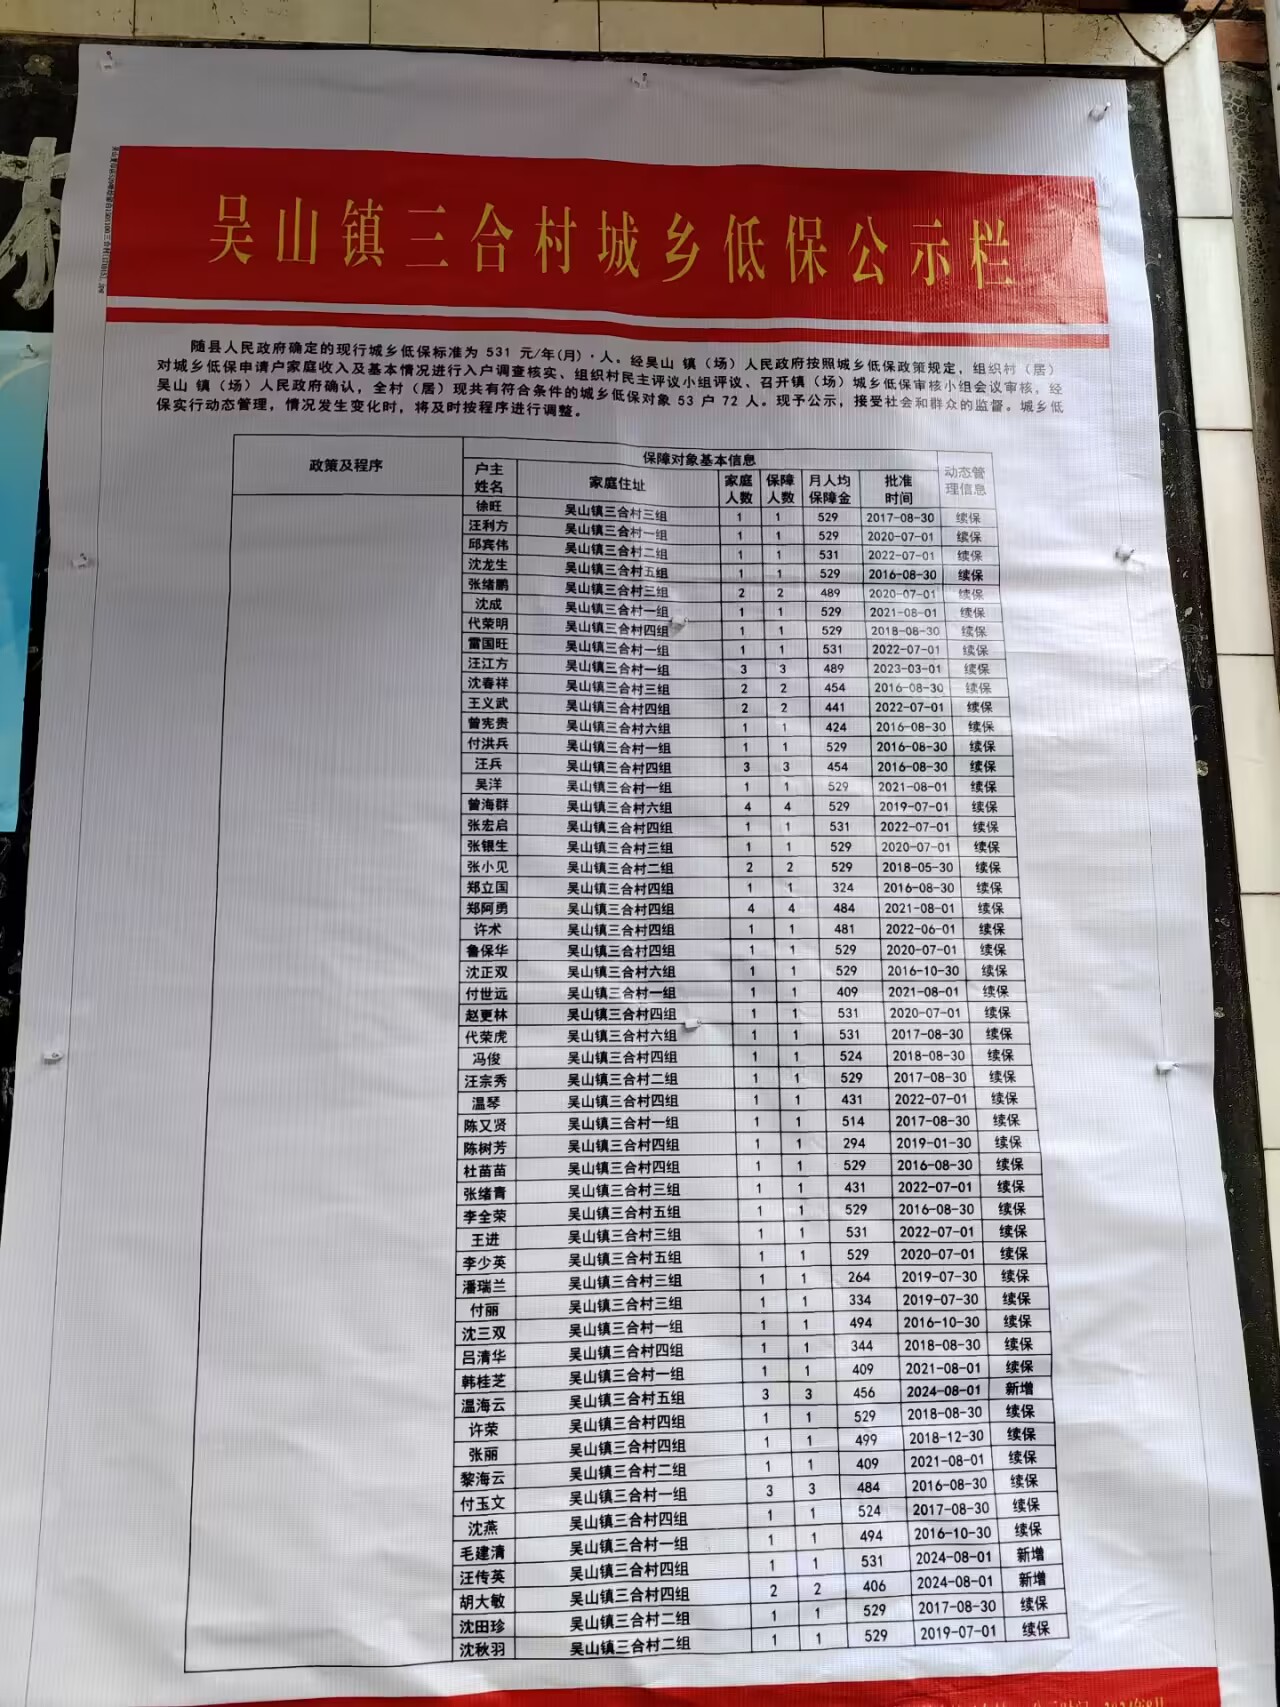 吴山镇三合村城乡低保公示栏
随县人民政府确定的现行城乡低保标准为 531 元/年(月)·人。经吴山 镇（场）人民政府按照城乡低保政策规定，组织村（居）
对城乡低保申请户家庭收入及基本情况进行入户调查核实、组织村民主评议小组评议、召开镇（场）城乡低保审核小组会议审核，经
吴山 镇（场）人民政府确认，全村（居）现共有符合条件的城乡低保对象 53 户 72 人。现予公示，接受社会和群众的监督。城乡低
保实行动态管理，情况发生变化时，将及时按程序进行调整。
政策及程序 保障对象基本信息 动态管理信息
户主姓名 家庭住址 家庭人数 保障人数 月人均保障金 批准时间
徐旺 吴山镇三合村三组 1 1 529 2017-08-30 续保
汪利方 吴山镇三合村一组 1 1 529 2020-07-01 续保
邱宾伟 吴山镇三合村二组 1 1 531 2022-07-01 续保
沈龙生 吴山镇三合村五组 1 1 529 2016-08-30 续保
张绪鹏 吴山镇三合村三组 2 2 489 2020-07-01 续保
沈成 吴山镇三合村一组 1 1 529 2021-08-01 续保
代荣明 吴山镇三合村四组 1 1 529 2018-08-30 续保
雷国旺 吴山镇三合村一组 1 1 531 2022-07-01 续保
汪江方 吴山镇三合村一组 3 3 489 2023-03-01 续保
沈春祥 吴山镇三合村三组 2 2 454 2016-08-30 续保
王义武 吴山镇三合村四组 2 2 441 2022-07-01 续保
曾宪贵 吴山镇三合村六组 1 1 424 2016-08-30 续保
付洪兵 吴山镇三合村一组 1 1 529 2016-08-30 续保
汪兵 吴山镇三合村四组 3 3 454 2016-08-30 续保
吴洋 吴山镇三合村一组 1 1 529 2021-08-01 续保
曾海群 吴山镇三合村六组 4 4 529 2019-07-01 续保
张宏启 吴山镇三合村四组 1 1 531 2022-07-01 续保
张银生 吴山镇三合村三组 1 1 529 2020-07-01 续保
张小见 吴山镇三合村二组 2 2 529 2018-05-30 续保
郑立国 吴山镇三合村四组 1 1 324 2016-08-30 续保
郑阿勇 吴山镇三合村四组 4 4 484 2021-08-01 续保
许术 吴山镇三合村四组 1 1 481 2022-06-01 续保
鲁保华 吴山镇三合村四组 1 1 529 2020-07-01 续保
沈正双 吴山镇三合村六组 1 1 529 2016-10-30 续保
付世远 吴山镇三合村一组 1 1 409 2021-08-01 续保
赵更林 吴山镇三合村四组 1 1 531 2020-07-01 续保
代荣虎 吴山镇三合村六组 1 1 531 2017-08-30 续保
冯俊 吴山镇三合村四组 1 1 524 2018-08-30 续保
汪宗秀 吴山镇三合村二组 1 1 529 2017-08-30 续保
温琴 吴山镇三合村四组 1 1 431 2022-07-01 续保
陈又贤 吴山镇三合村一组 1 1 514 2017-08-30 续保
陈树芳 吴山镇三合村四组 1 1 294 2019-01-30 续保
杜苗苗 吴山镇三合村四组 1 1 529 2016-08-30 续保
张绪青 吴山镇三合村三组 1 1 431 2022-07-01 续保
李全荣 吴山镇三合村五组 1 1 529 2016-08-30 续保
王进 吴山镇三合村三组 1 1 531 2022-07-01 续保
李少英 吴山镇三合村五组 1 1 529 2020-07-01 续保
潘瑞兰 吴山镇三合村三组 1 1 264 2019-07-30 续保
付丽 吴山镇三合村三组 1 1 334 2019-07-30 续保
沈三双 吴山镇三合村一组 1 1 494 2016-10-30 续保
吕清华 吴山镇三合村四组 1 1 344 2018-08-30 续保
韩桂芝 吴山镇三合村一组 1 1 409 2021-08-01 续保
温海云 吴山镇三合村五组 3 3 456 2024-08-01 新增
许荣 吴山镇三合村四组 1 1 529 2018-08-30 续保
张丽 吴山镇三合村四组 1 1 499 2018-12-30 续保
黎海云 吴山镇三合村二组 1 1 409 2021-08-01 续保
付玉文 吴山镇三合村一组 3 3 484 2016-08-30 续保
沈燕 吴山镇三合村四组 1 1 524 2017-08-30 续保
毛建清 吴山镇三合村一组 1 1 494 2016-10-30 续保
汪传英 吴山镇三合村四组 1 1 531 2024-08-01 新增
胡大敏 吴山镇三合村四组 2 2 406 2024-08-01 新增
沈田珍 吴山镇三合村二组 1 1 529 2017-08-30 续保
沈秋羽 吴山镇三合村二组 1 1 529 2019-07-01 续保